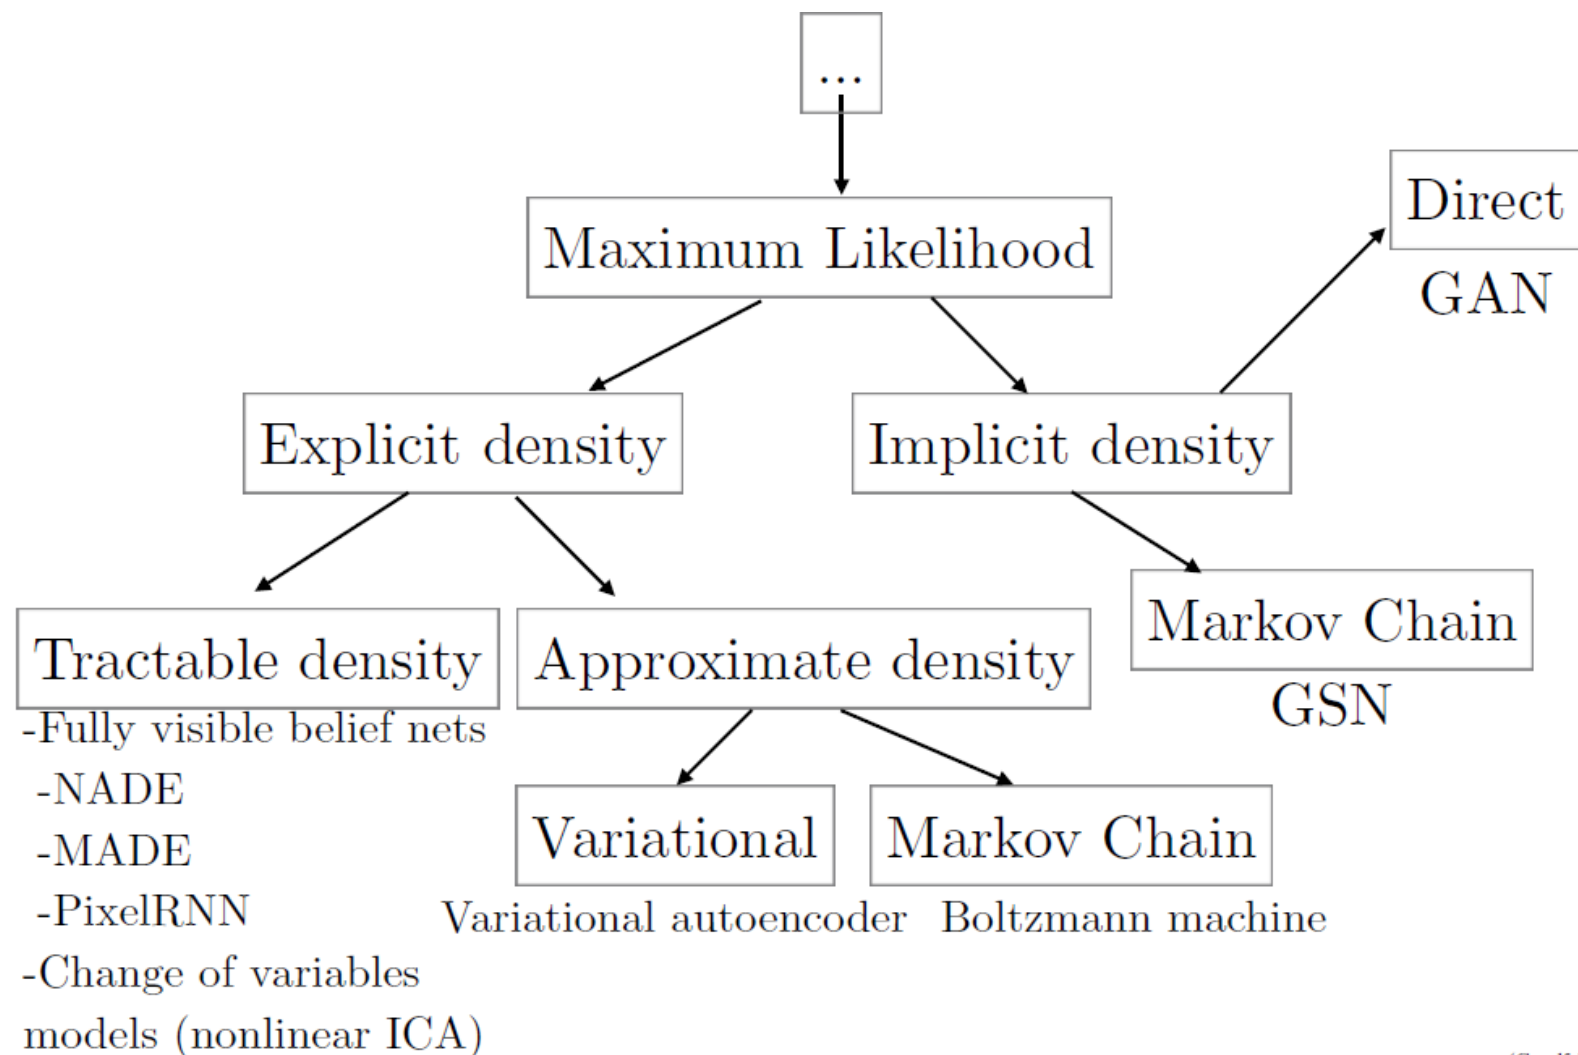 ...
Maximum Likelihood
Direct
GAN
Explicit density
Implicit density
Markov Chain
GSN
Tractable density
-Fully visible belief nets
-NADE
-MADE
-PixelRNN
-Change of variables
models (nonlinear ICA)
Approximate density
Variational
Variational autoencoder
Markov Chain
Boltzmann machine